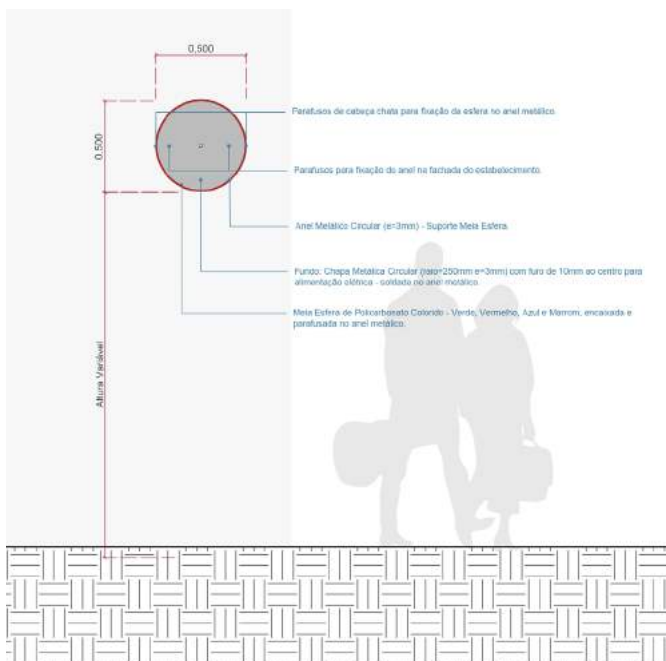 0,500
Parafusos de cabeça chata para fixação da esfera no anel metálico.
0,500
Parafusos para fixação do anel na fachada do estabelecimento.
Anel Metálico Circular (e=3mm) - Suporte Meia Esfera
Fundo: Chapa Metálica Circular (raio=250mm e=3mm) com furo de 10mm ao centro para
alimentação elétrica - soldada no anel metálico.
Meia Esfera de Policarbonato Colorido - Verde, Vermelho, Azul e Marrom, encaixada e
parafusada no anel metálico.
Altura Variável